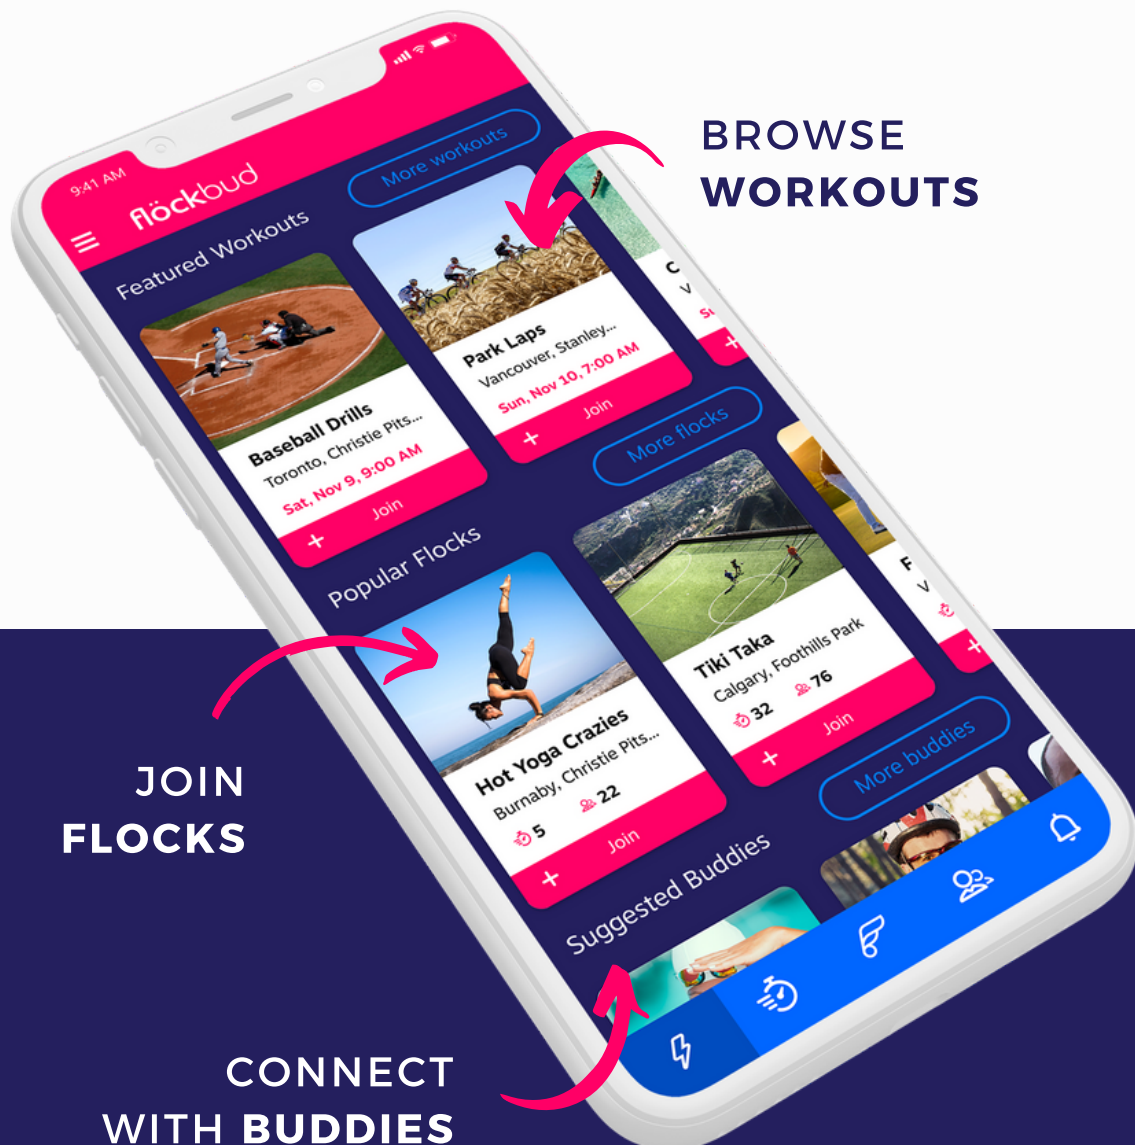 9:41 AM
flöckbud
BROWSE
WORKOUTS
Featured Workouts
More workouts
Baseball Drills
Toronto, Christie Pits...
Sat, Nov 9, 9:00 AM
+ Join
Park Laps
Vancouver, Stanley...
Sun, Nov 10, 7:00 AM
+ Join
C
V
Su
+
Popular Flocks
More flocks
Hot Yoga Crazies
Burnaby, Christie Pits...
5 22
+ Join
Tiki Taka
Calgary, Foothills Park
32 76
+ Join
F
V
+
JOIN
FLOCKS
Suggested Buddies
More buddies
CONNECT
WITH BUDDIES